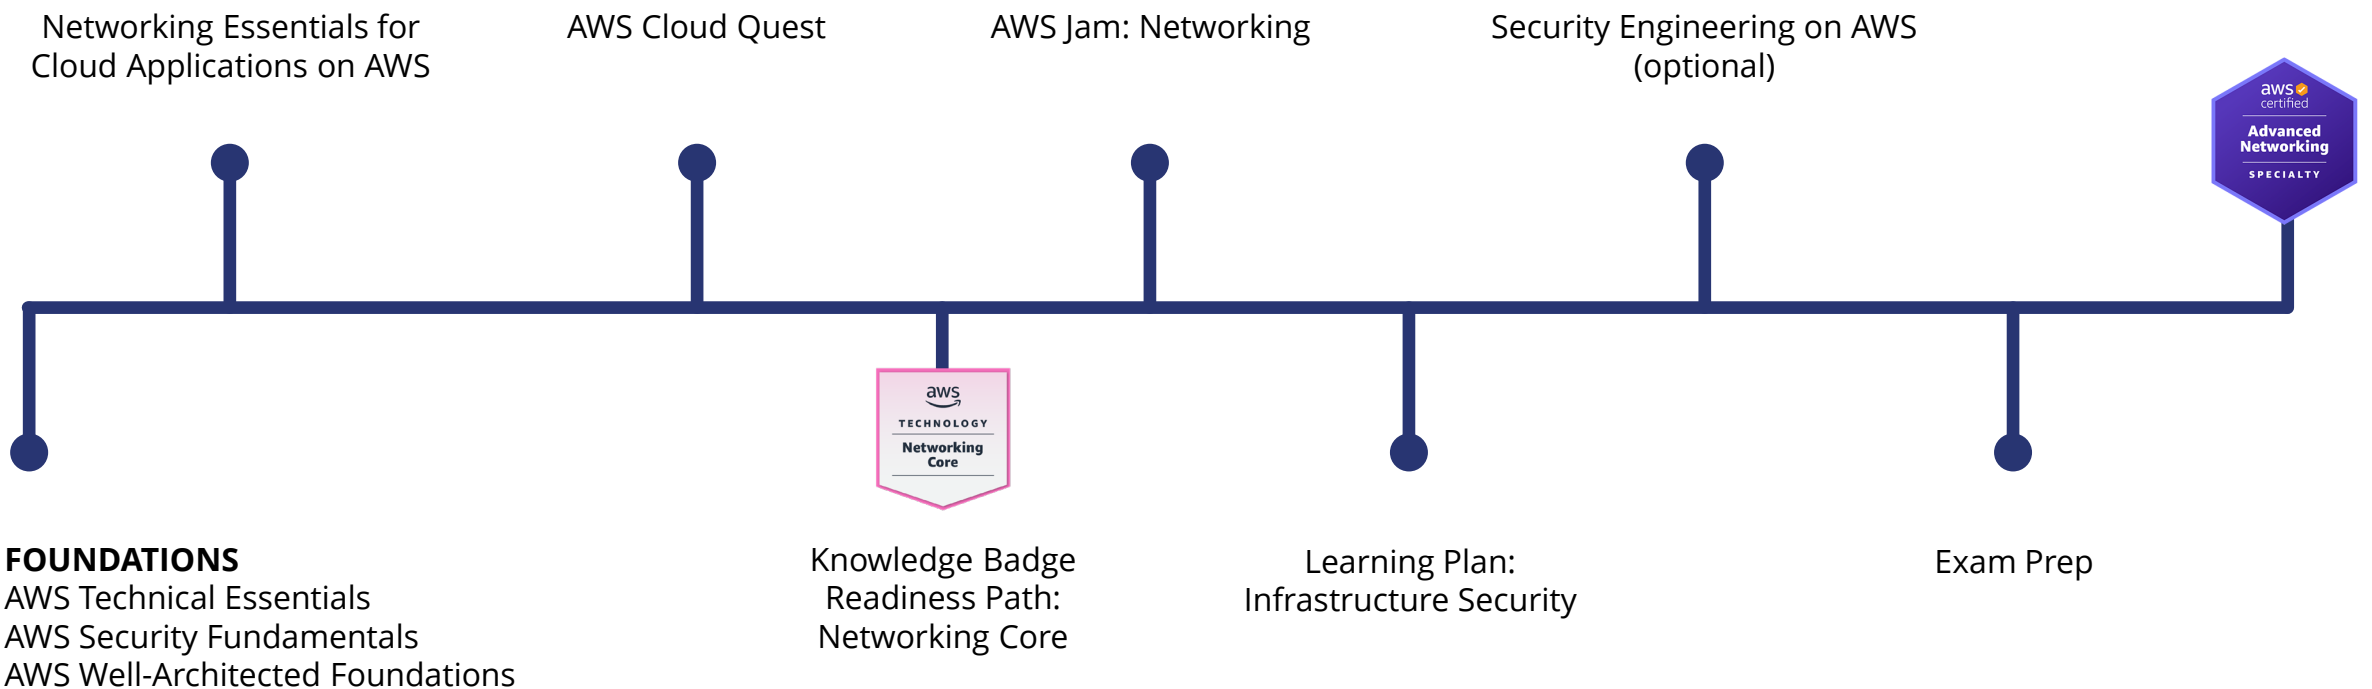 Networking Essentials for
Cloud Applications on AWS
AWS Cloud Quest
AWS Jam: Networking
Security Engineering on AWS
(optional)
aws
certified
Advanced
Networking
SPECIALTY
aws
TECHNOLOGY
Networking
Core
FOUNDATIONS
AWS Technical Essentials
AWS Security Fundamentals
AWS Well-Architected Foundations
Knowledge Badge
Readiness Path:
Networking Core
Learning Plan:
Infrastructure Security
Exam Prep